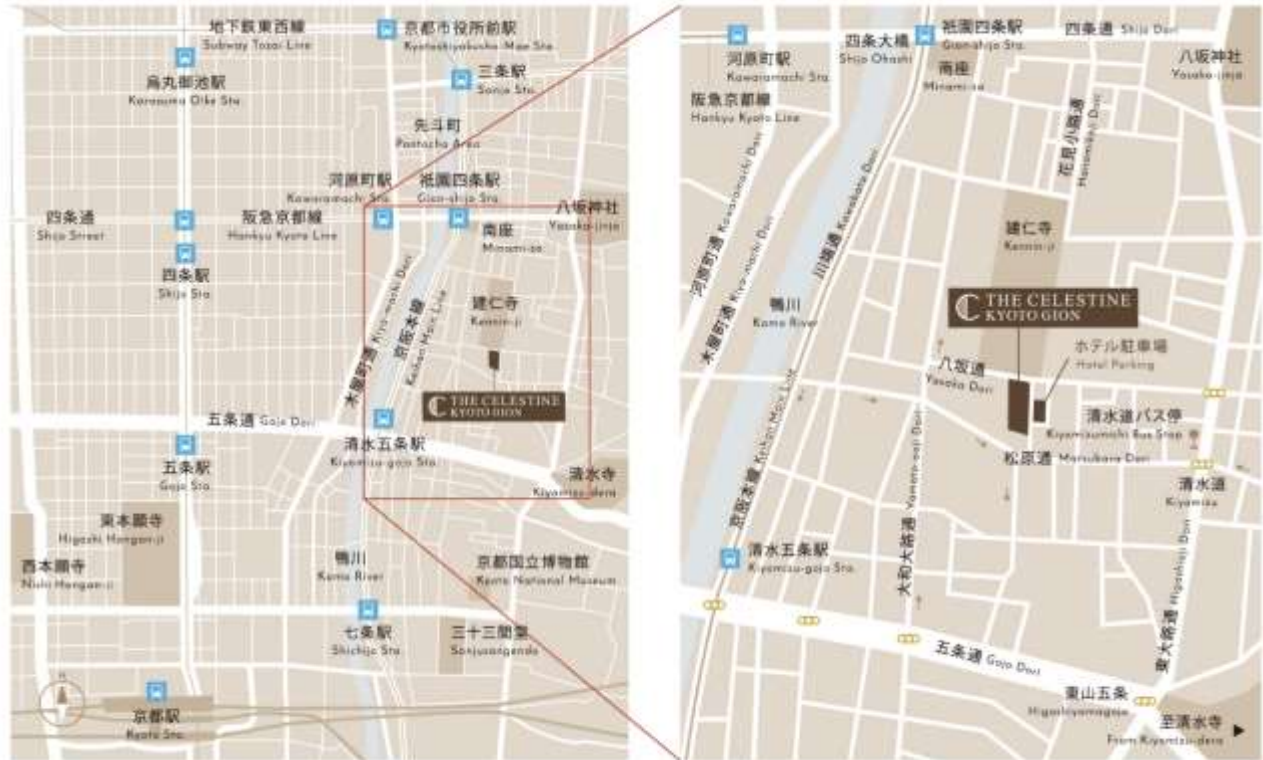 地下鉄東西線
Subway Tozai Line
京都市役所前駅
Kyotoshiyakusho-Mae Sta.
烏丸御池駅
Karasuma Oike Sta.
三条駅
Sanjo Sta.
先斗町
Pontocho Area
河原町駅
Kawaramachi Sta.
祇園四条駅
Gion-shijo Sta.
四条通
Shijo Street
阪急京都線
Hankyu Kyoto Line
八坂神社
Yasaka-jinja
南座
Minami-za
四条駅
Shijo Sta.
木屋町通 Kiya-machi Dori
京阪本線
Keihan Main Line
建仁寺
Kennin-ji
THE CELESTINE
KYOTO GION
五条通 Gojo Dori
清水五条駅
Kiyomizu-gojo Sta.
五条駅
Gojo Sta.
清水寺
Kiyomizu-dera
東本願寺
Higashi Hongan-ji
西本願寺
Nishi Hongan-ji
鴨川
Kamo River
京都国立博物館
Kyoto National Museum
七条駅
Shichijo Sta.
三十三間堂
Sanjusangendo
N
京都駅
Kyoto Sta.
河原町駅
Kawaramachi Sta.
四条大橋
Shijo Ohashi
祇園四条駅
Gion-shijo Sta.
四条通 Shijo Dori
八坂神社
Yasaka-jinja
南座
Minami-za
阪急京都線
Hankyu Kyoto Line
花見小路通
Hanamikoji Dori
河原町通 Kawaramachi Dori
木屋町通 Kiya-machi Dori
川端通 Kawabata Dori
建仁寺
Kennin-ji
鴨川
Kamo River
THE CELESTINE
KYOTO GION
ホテル駐車場
Hotel Parking
八坂通
Yasaka Dori
清水道バス停
Kiyomizumichi Bus Stop
松原通 Matsubara Dori
清水道
Kiyomizu
京阪本線 Keihan Main Line
大和大路通 Yamato-oji Dori
清水五条駅
Kiyomizu-gojo Sta.
東大路通 Higashioji Dori
五条通 Gojo Dori
東山五条
Higashiyamagojo
至清水寺
From Kiyomizu-dera